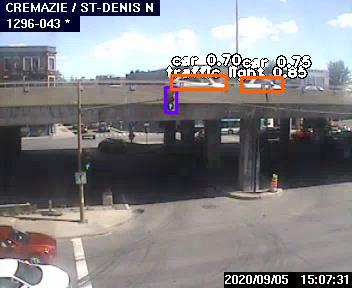 CREMAZIE / ST-DENIS N
1296-043 *
car 0.70
car 0.75
traffic light 0.85
2020/09/05 15:07:31